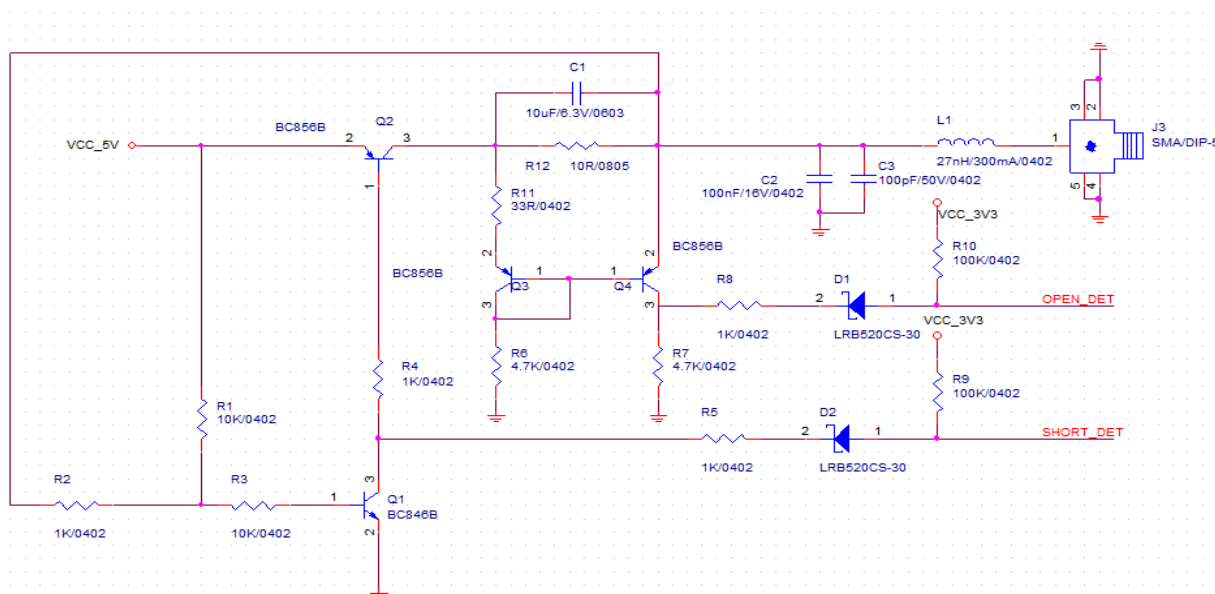 C1
10uF/6.3V/0603
BC856B
Q2
VCC_5V
2
3
1
R12
10R/0805
L1
27nH/300mA/0402
1
3
2
5
4
J3
SMA/DIP-5
C2
100nF/16V/0402
C3
100pF/50V/0402
R11
33R/0402
VCC_3V3
R10
100K/0402
BC856B
BC856B
2
1
Q3
3
1
2
Q4
3
R8
1K/0402
D1
2
1
LRB520CS-30
OPEN_DET
VCC_3V3
R6
4.7K/0402
R7
4.7K/0402
R4
1K/0402
R9
100K/0402
R1
10K/0402
R5
1K/0402
D2
2
1
LRB520CS-30
SHORT_DET
R2
1K/0402
R3
10K/0402
1
3
Q1
BC846B
2